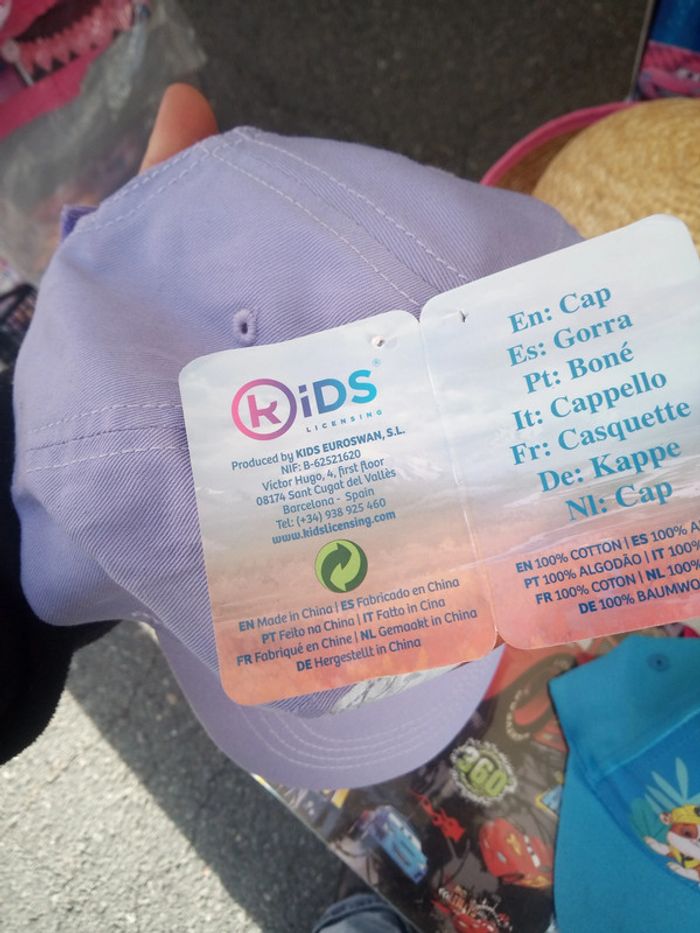 KiDS
LICENSING
Produced by KIDS EUROSWAN, S.L.
NIF: B-62521620
Victor Hugo, 4, first floor
08174 Sant Cugat del Vallès
Barcelona - Spain
Tel: (+34) 938 925 460
www.kidslicensing.com
EN Made in China | ES Fabricado en China
PT Feito na China | IT Fatto in Cina
FR Fabriqué en Chine | NL Gemaakt in China
DE Hergestellt in China
En: Cap
Es: Gorra
Pt: Boné
It: Cappello
Fr: Casquette
De: Kappe
Nl: Cap
EN 100% COTTON | ES 100%
PT 100% ALGODÃO | IT 100%
FR 100% COTON | NL 100%
DE 100% BAUMWO
360